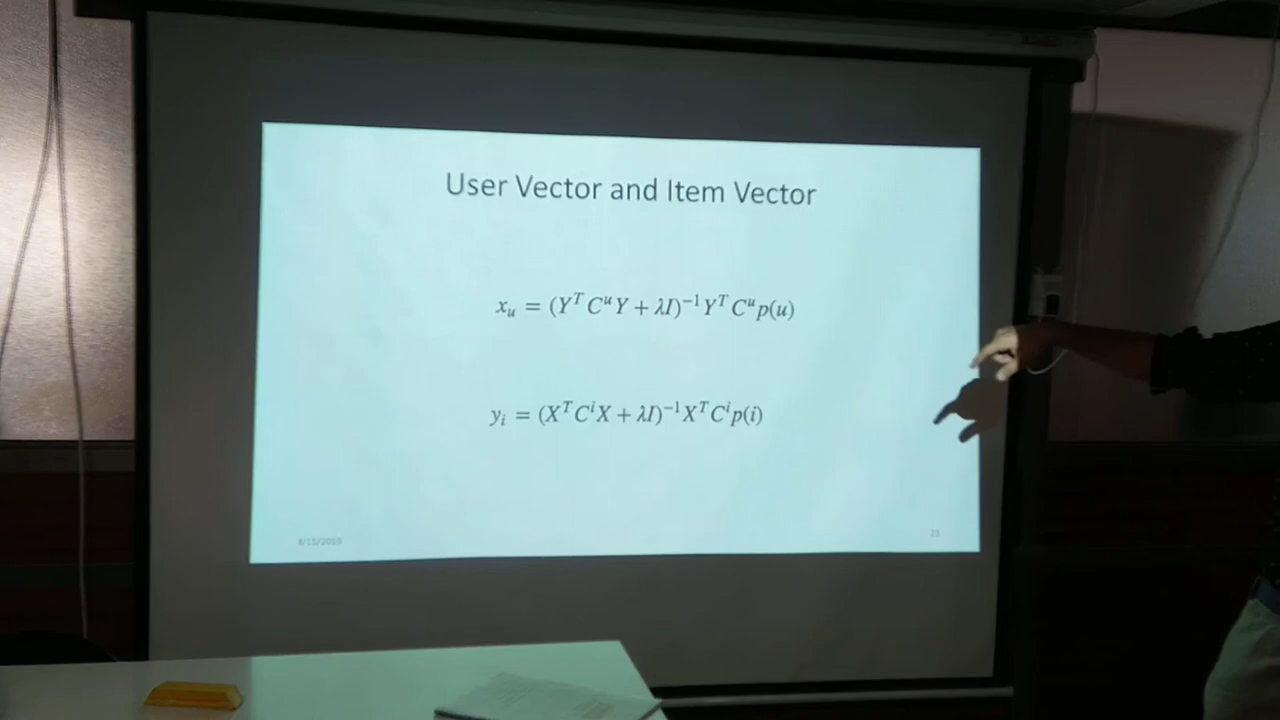 User Vector and Item Vector
x_u = (Y^T C^u Y + λI)^{-1} Y^T C^u p(u)
y_i = (X^T C^i X + λI)^{-1} X^T C^i p(i)